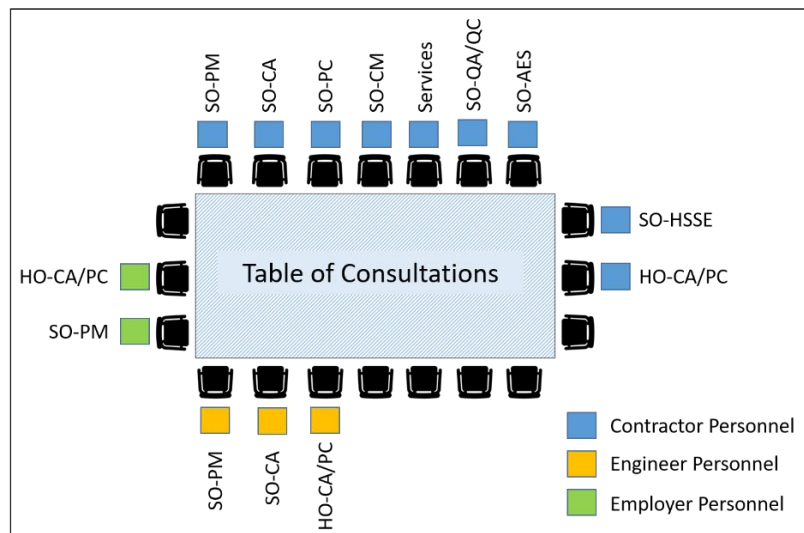 SO-PM
SO-CA
SO-PC
SO-CM
Services
SO-QA/QC
SO-AES
SO-HSSE
HO-CA/PC
HO-CA/PC
Table of Consultations
SO-PM
SO-PM
SO-CA
HO-CA/PC
Contractor Personnel
Engineer Personnel
Employer Personnel